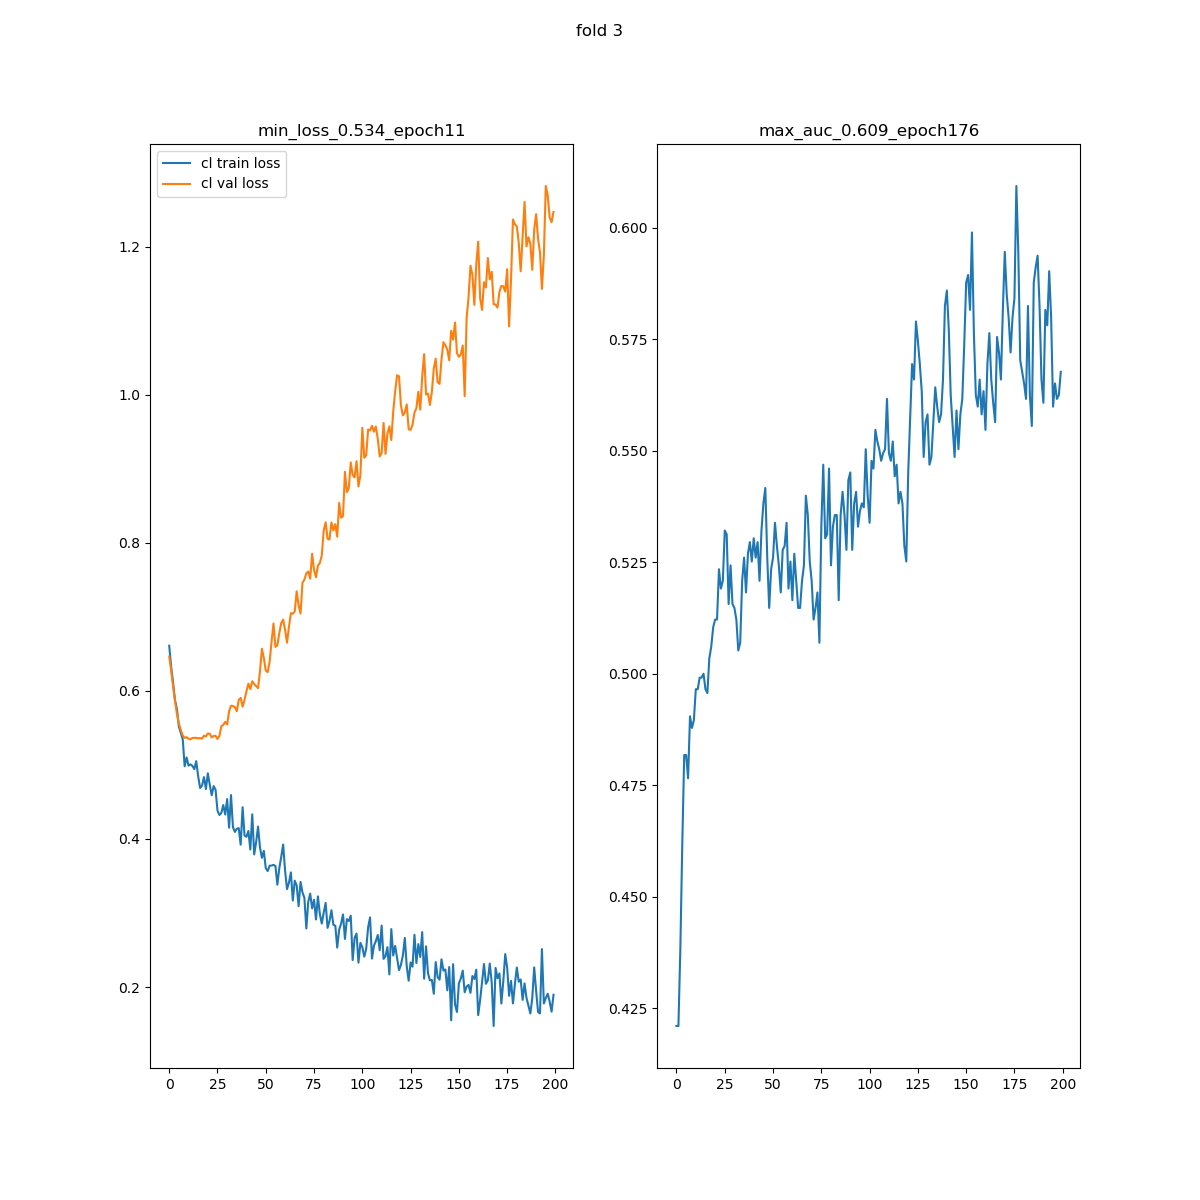 fold 3
min_loss_0.534_epoch11
cl train loss
cl val loss
1.2
1.0
0.8
0.6
0.4
0.2
0 25 50 75 100 125 150 175 200
max_auc_0.609_epoch176
0.600
0.575
0.550
0.525
0.500
0.475
0.450
0.425
0 25 50 75 100 125 150 175 200